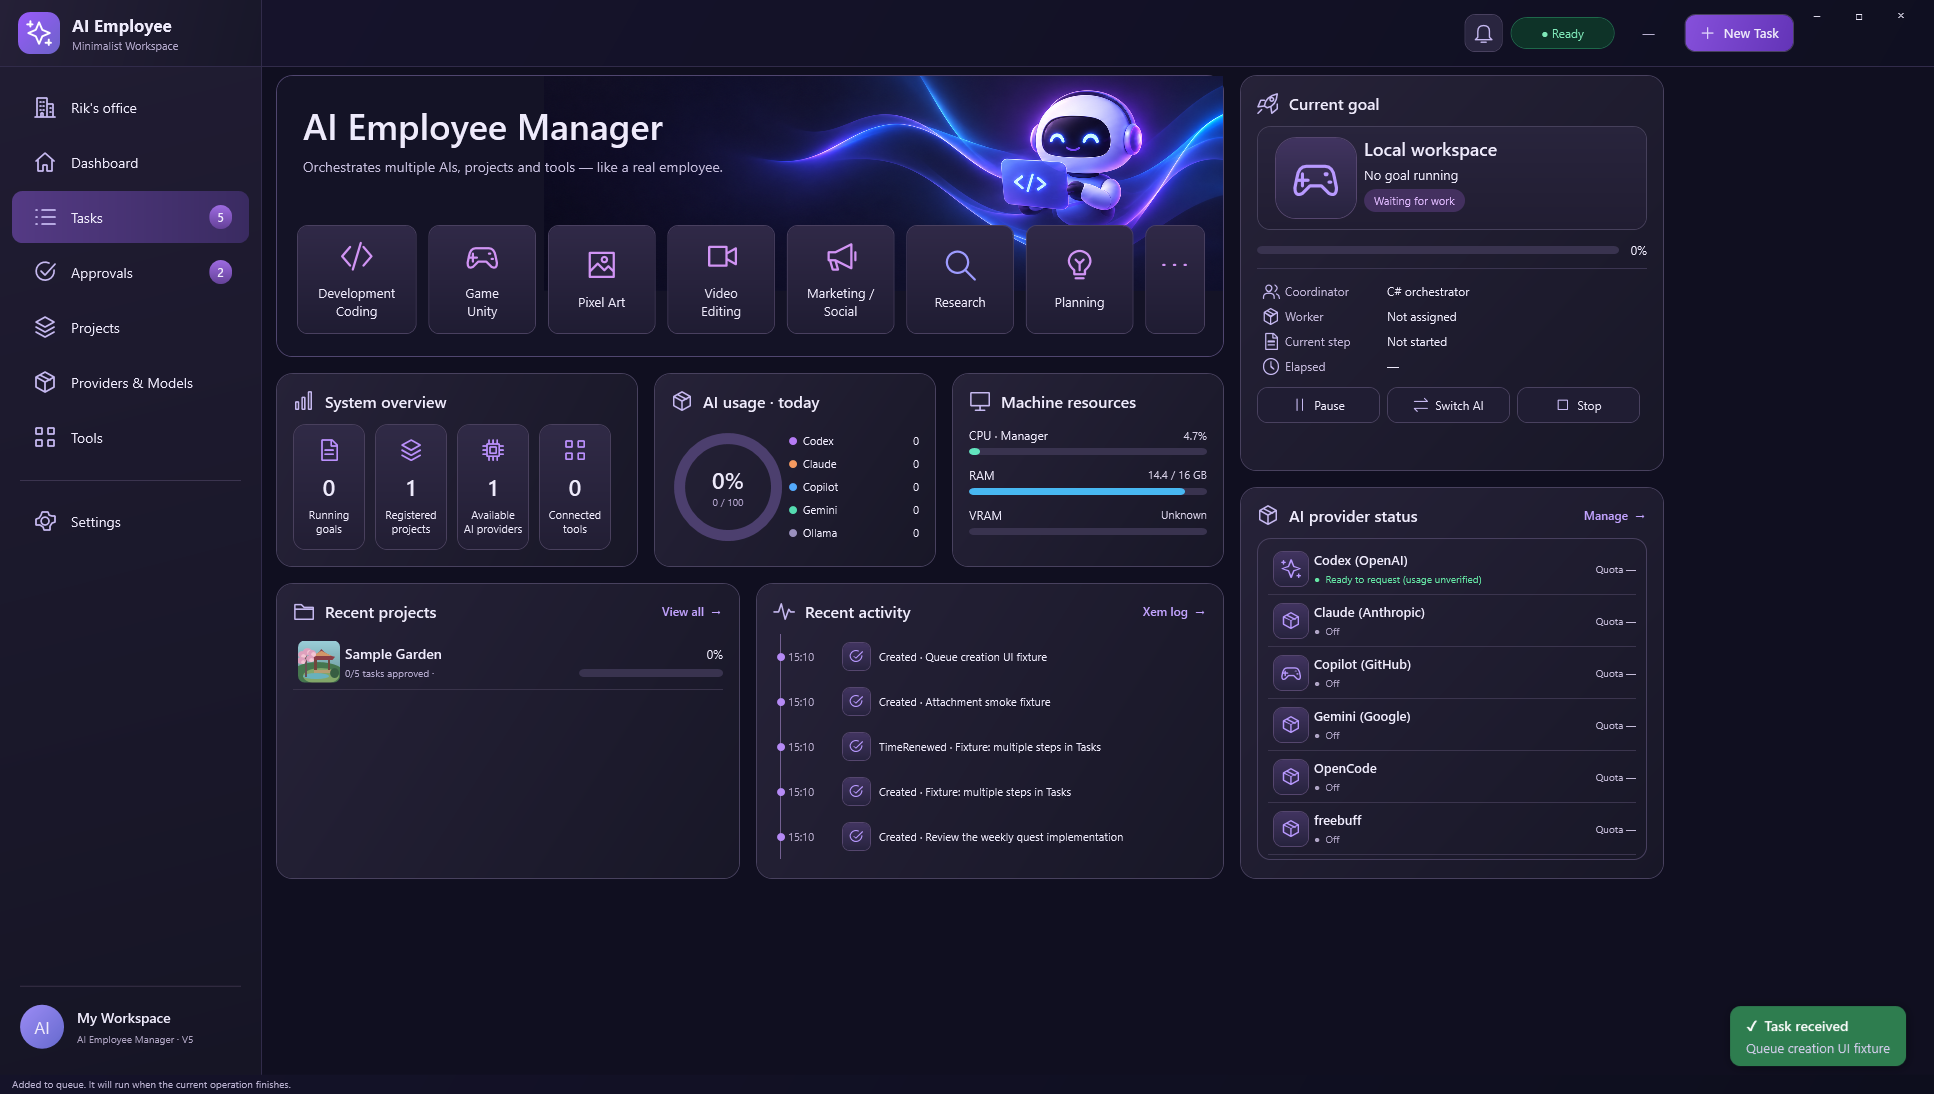 AI Employee
Minimalist Workspace
● Ready
—
New Task
Rik's office
Dashboard
Tasks
5
Approvals
2
Projects
Providers & Models
Tools
Settings
My Workspace
AI Employee Manager · V5
AI
Added to queue. It will run when the current operation finishes.
AI Employee Manager
Orchestrates multiple AIs, projects and tools — like a real employee.
</>
Development
Coding
Game
Unity
Pixel Art
Video
Editing
Marketing /
Social
Research
Planning
...
System overview
0
Running
goals
1
Registered
projects
1
Available
AI providers
0
Connected
tools
AI usage · today
0%
0 / 100
Codex 0
Claude 0
Copilot 0
Gemini 0
Ollama 0
Machine resources
CPU · Manager 4.7%
RAM 14.4 / 16 GB
VRAM Unknown
Recent projects
View all →
Sample Garden 0%
0/5 tasks approved ·
Recent activity
Xem log →
15:10 Created · Queue creation UI fixture
15:10 Created · Attachment smoke fixture
15:10 TimeRenewed · Fixture: multiple steps in Tasks
15:10 Created · Fixture: multiple steps in Tasks
15:10 Created · Review the weekly quest implementation
Current goal
Local workspace
No goal running
Waiting for work
0%
Coordinator C# orchestrator
Worker Not assigned
Current step Not started
Elapsed —
Pause
Switch AI
Stop
AI provider status
Manage →
Codex (OpenAI)
● Ready to request (usage unverified)
Quota —
Claude (Anthropic)
● Off
Quota —
Copilot (GitHub)
● Off
Quota —
Gemini (Google)
● Off
Quota —
OpenCode
● Off
Quota —
freebuff
● Off
Quota —
✓ Task received
Queue creation UI fixture